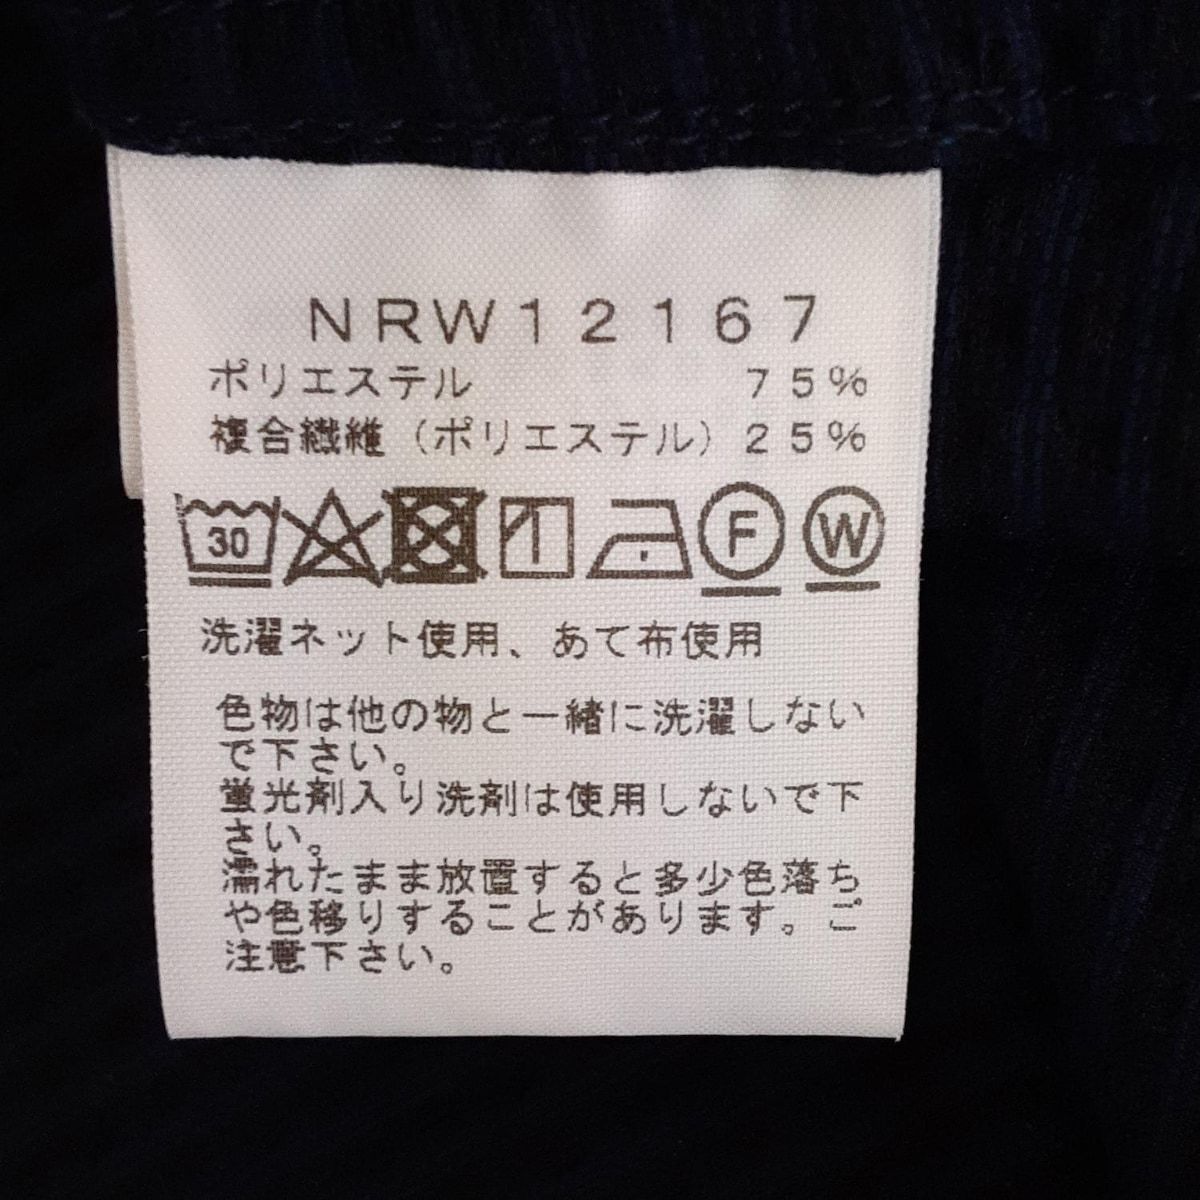 NRW12167
ポリエステル 75%
複合繊維（ポリエステル）25%
30 F W
洗濯ネット使用、あて布使用
色物は他の物と一緒に洗濯しない
で下さい。
蛍光剤入り洗剤は使用しないで下
さい。
濡れたまま放置すると多少色落ち
や色移りすることがあります。ご
注意下さい。